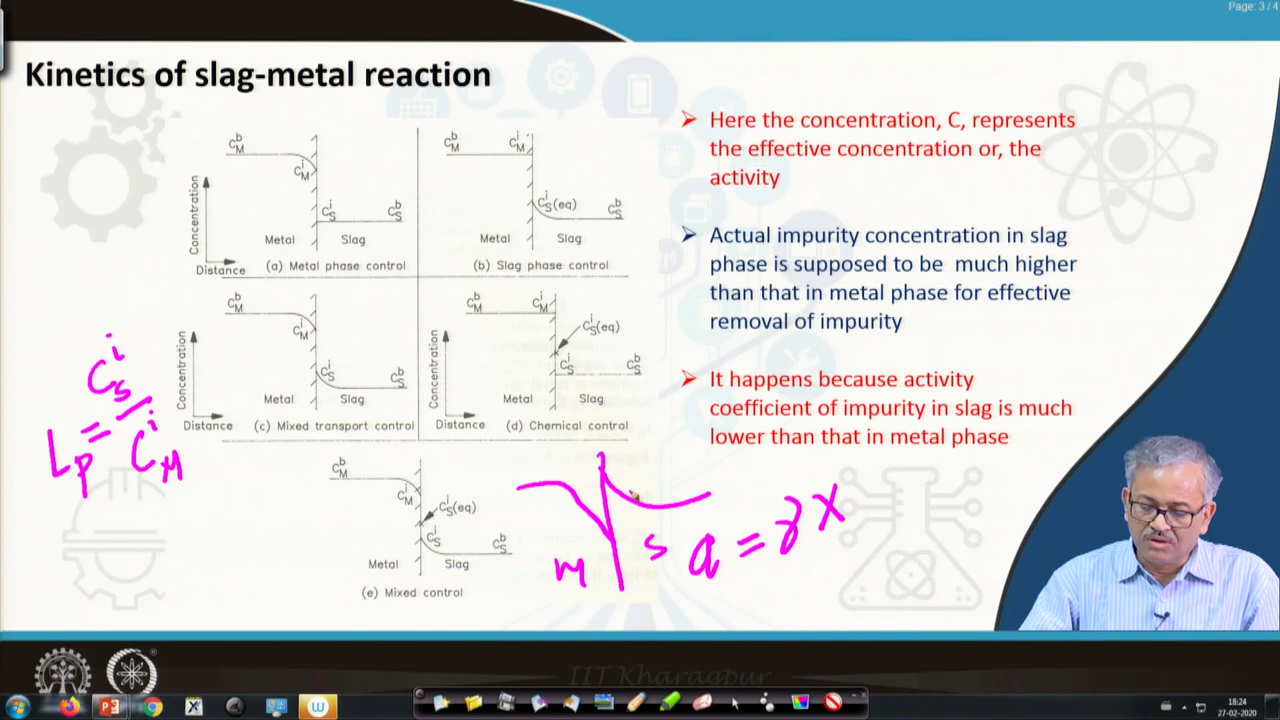 Page: 3 / 4
Kinetics of slag-metal reaction
C_M^b
C_M^i
C_S^i
C_S^b
Concentration
Distance
Metal
Slag
(a) Metal phase control
C_M^b
C_M^i
C_S^i(eq)
C_S^b
Metal
Slag
(b) Slag phase control
C_M^b
C_M^i
C_S^i
C_S^b
Concentration
Distance
Metal
Slag
(c) Mixed transport control
C_M^b
C_M^i
C_S^i(eq)
C_S^i
C_S^b
Concentration
Distance
Metal
Slag
(d) Chemical control
C_M^b
C_M^i
C_S^i(eq)
C_S^i
C_S^b
Metal
Slag
(e) Mixed control
Here the concentration, C, represents
the effective concentration or, the
activity
Actual impurity concentration in slag
phase is supposed to be much higher
than that in metal phase for effective
removal of impurity
It happens because activity
coefficient of impurity in slag is much
lower than that in metal phase
L_P = C_S^i / C_M^i
m
s
a = γX
IIT Kharagpur
18:24
27-02-2020